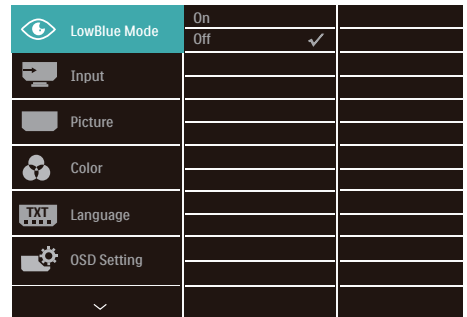 LowBlue Mode
On
Off
Input
Picture
Color
TXT
Language
OSD Setting